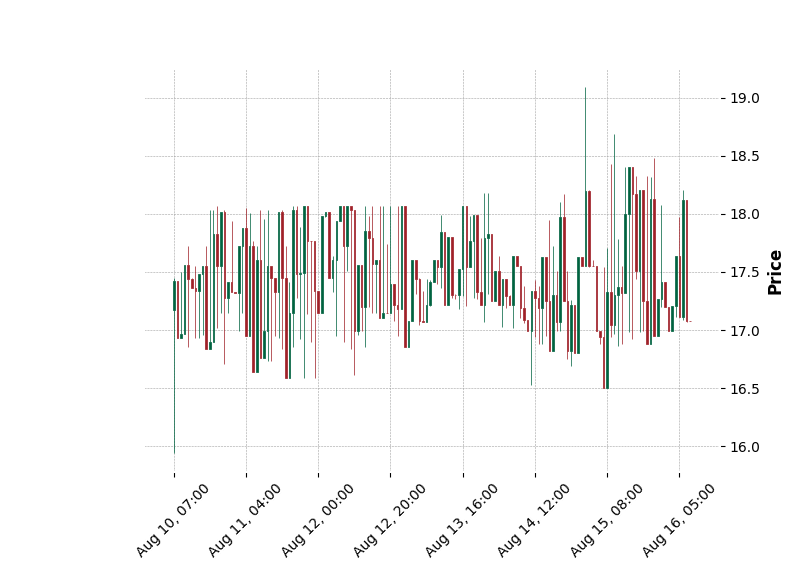 19.0
18.5
18.0
17.5
17.0
16.5
16.0
Price
Aug 10, 07:00
Aug 11, 04:00
Aug 12, 00:00
Aug 12, 20:00
Aug 13, 16:00
Aug 14, 12:00
Aug 15, 08:00
Aug 16, 05:00